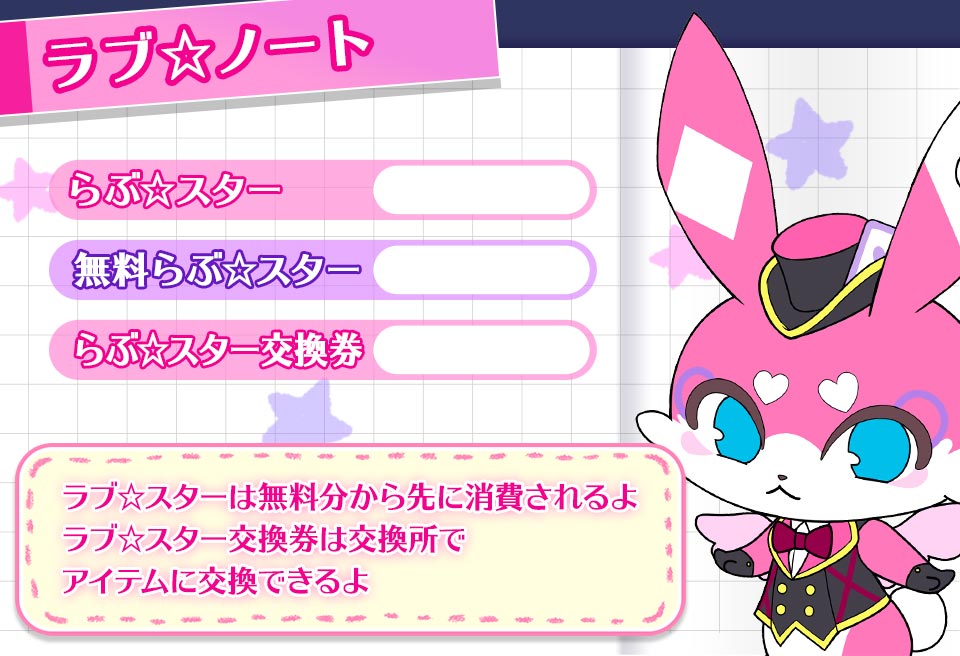 ラブ☆ノート
らぶ☆スター
無料らぶ☆スター
らぶ☆スター交換券
ラブ☆スターは無料分から先に消費されるよ
ラブ☆スター交換券は交換所で
アイテムに交換できるよ